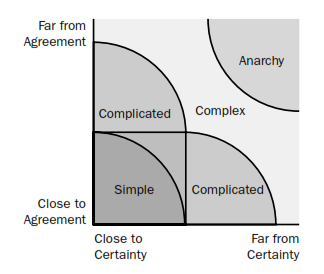 Far from
Agreement
Anarchy
Complicated
Complex
Simple
Complicated
Close to
Agreement
Close to
Certainty
Far from
Certainty